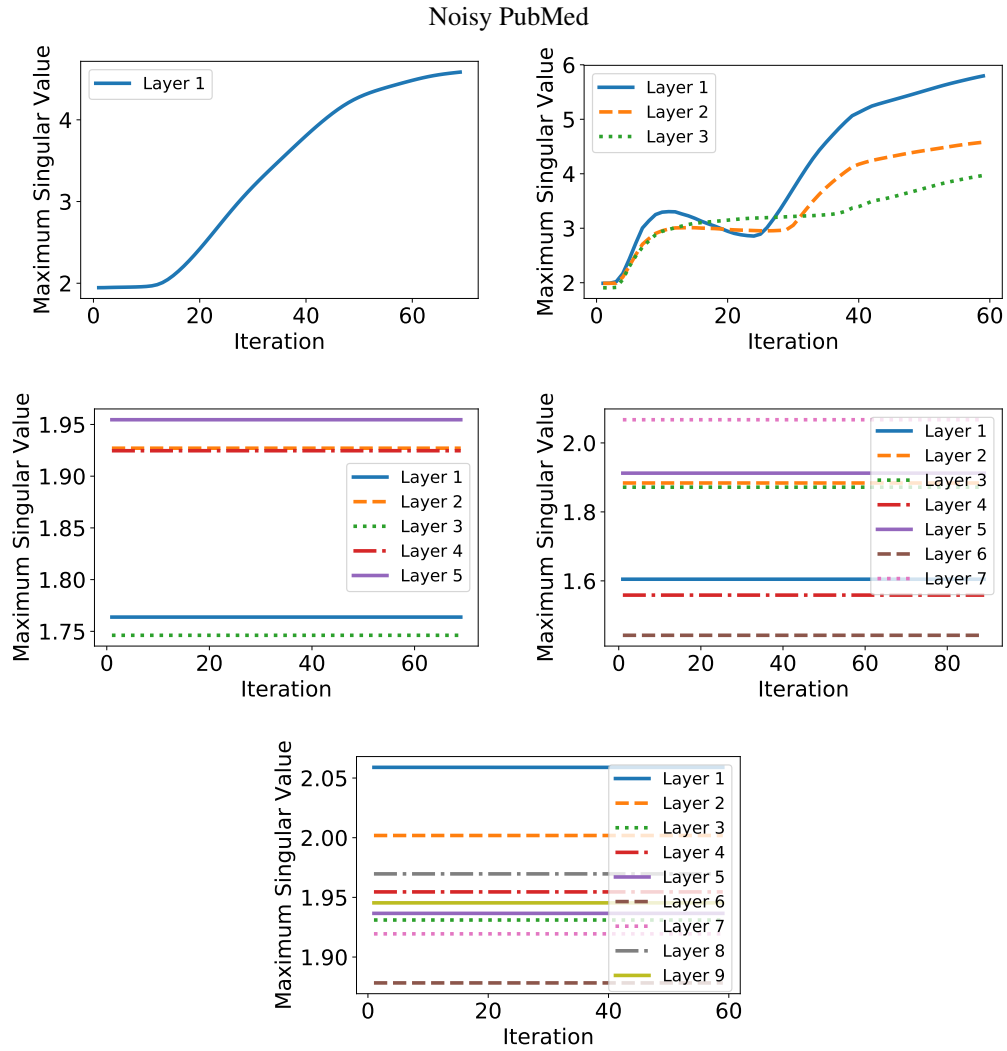 Noisy PubMed
Maximum Singular Value
4
3
2
Layer 1
0 20 40 60
Iteration
Maximum Singular Value
6
5
4
3
2
Layer 1
Layer 2
Layer 3
0 20 40 60
Iteration
Maximum Singular Value
1.95
1.90
1.85
1.80
1.75
Layer 1
Layer 2
Layer 3
Layer 4
Layer 5
0 20 40 60
Iteration
Maximum Singular Value
2.0
1.8
1.6
Layer 1
Layer 2
Layer 3
Layer 4
Layer 5
Layer 6
Layer 7
0 20 40 60 80
Iteration
Maximum Singular Value
2.05
2.00
1.95
1.90
Layer 1
Layer 2
Layer 3
Layer 4
Layer 5
Layer 6
Layer 7
Layer 8
Layer 9
0 20 40 60
Iteration